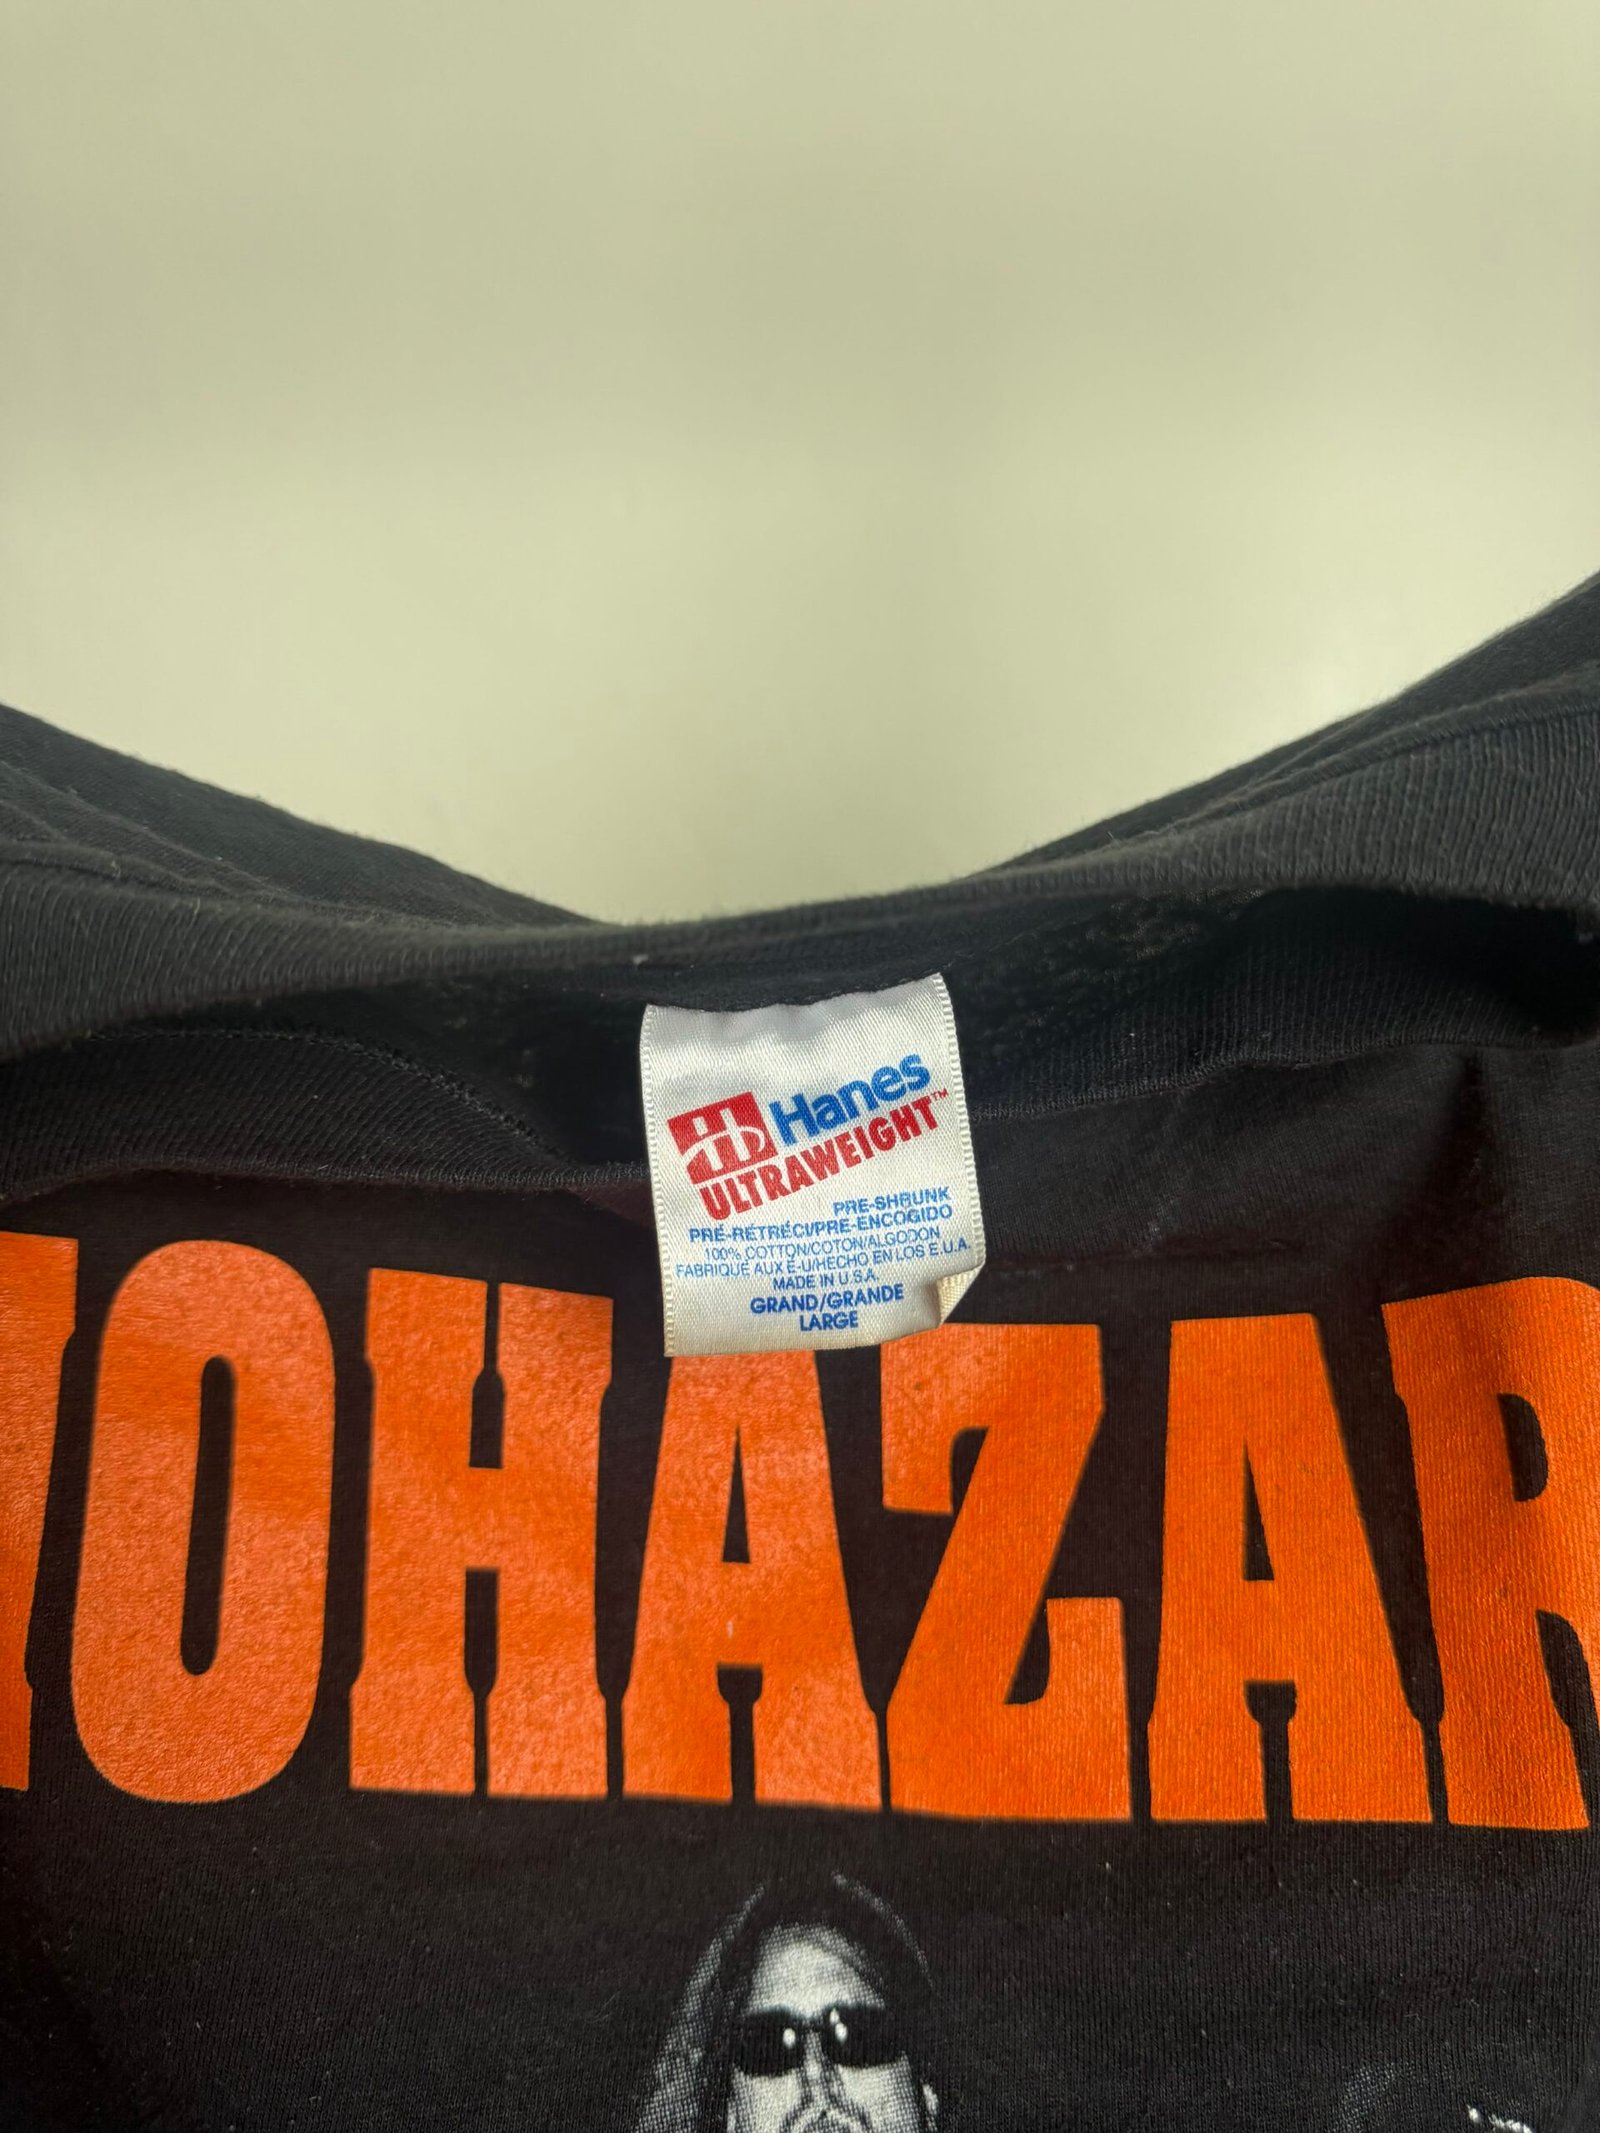 Hanes
ULTRAWEIGHT™
PRE-SHRUNK
PRÉ-RÉTRÉCI/PRE-ENCOGIDO
100% COTTON/COTON/ALGODON
FABRIQUÉ AUX É-U/HECHO EN LOS E.U.A.
MADE IN U.S.A.
GRAND/GRANDE
LARGE
IOHAZAR